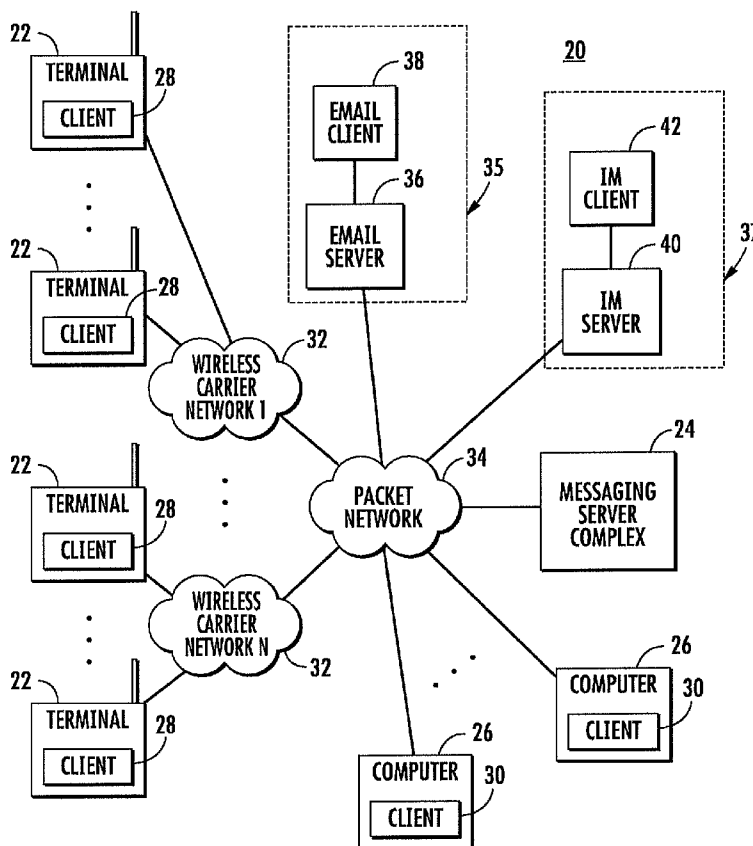 22
TERMINAL
28
CLIENT
22
TERMINAL
28
CLIENT
32
WIRELESS
CARRIER
NETWORK 1
22
TERMINAL
28
CLIENT
WIRELESS
CARRIER
NETWORK N
32
22
TERMINAL
28
CLIENT
38
EMAIL
CLIENT
36
EMAIL
SERVER
35
20
42
IM
CLIENT
40
IM
SERVER
34
PACKET
NETWORK
24
MESSAGING
SERVER
COMPLEX
26
COMPUTER
30
CLIENT
26
COMPUTER
30
CLIENT